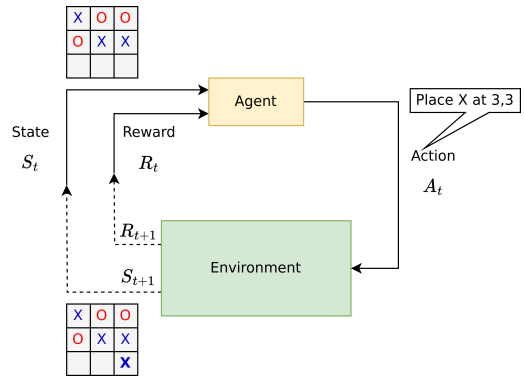 X O O
O X X
State
S_t
Reward
R_t
Agent
Place X at 3,3
Action
A_t
R_{t+1}
S_{t+1}
Environment
X O O
O X X
X